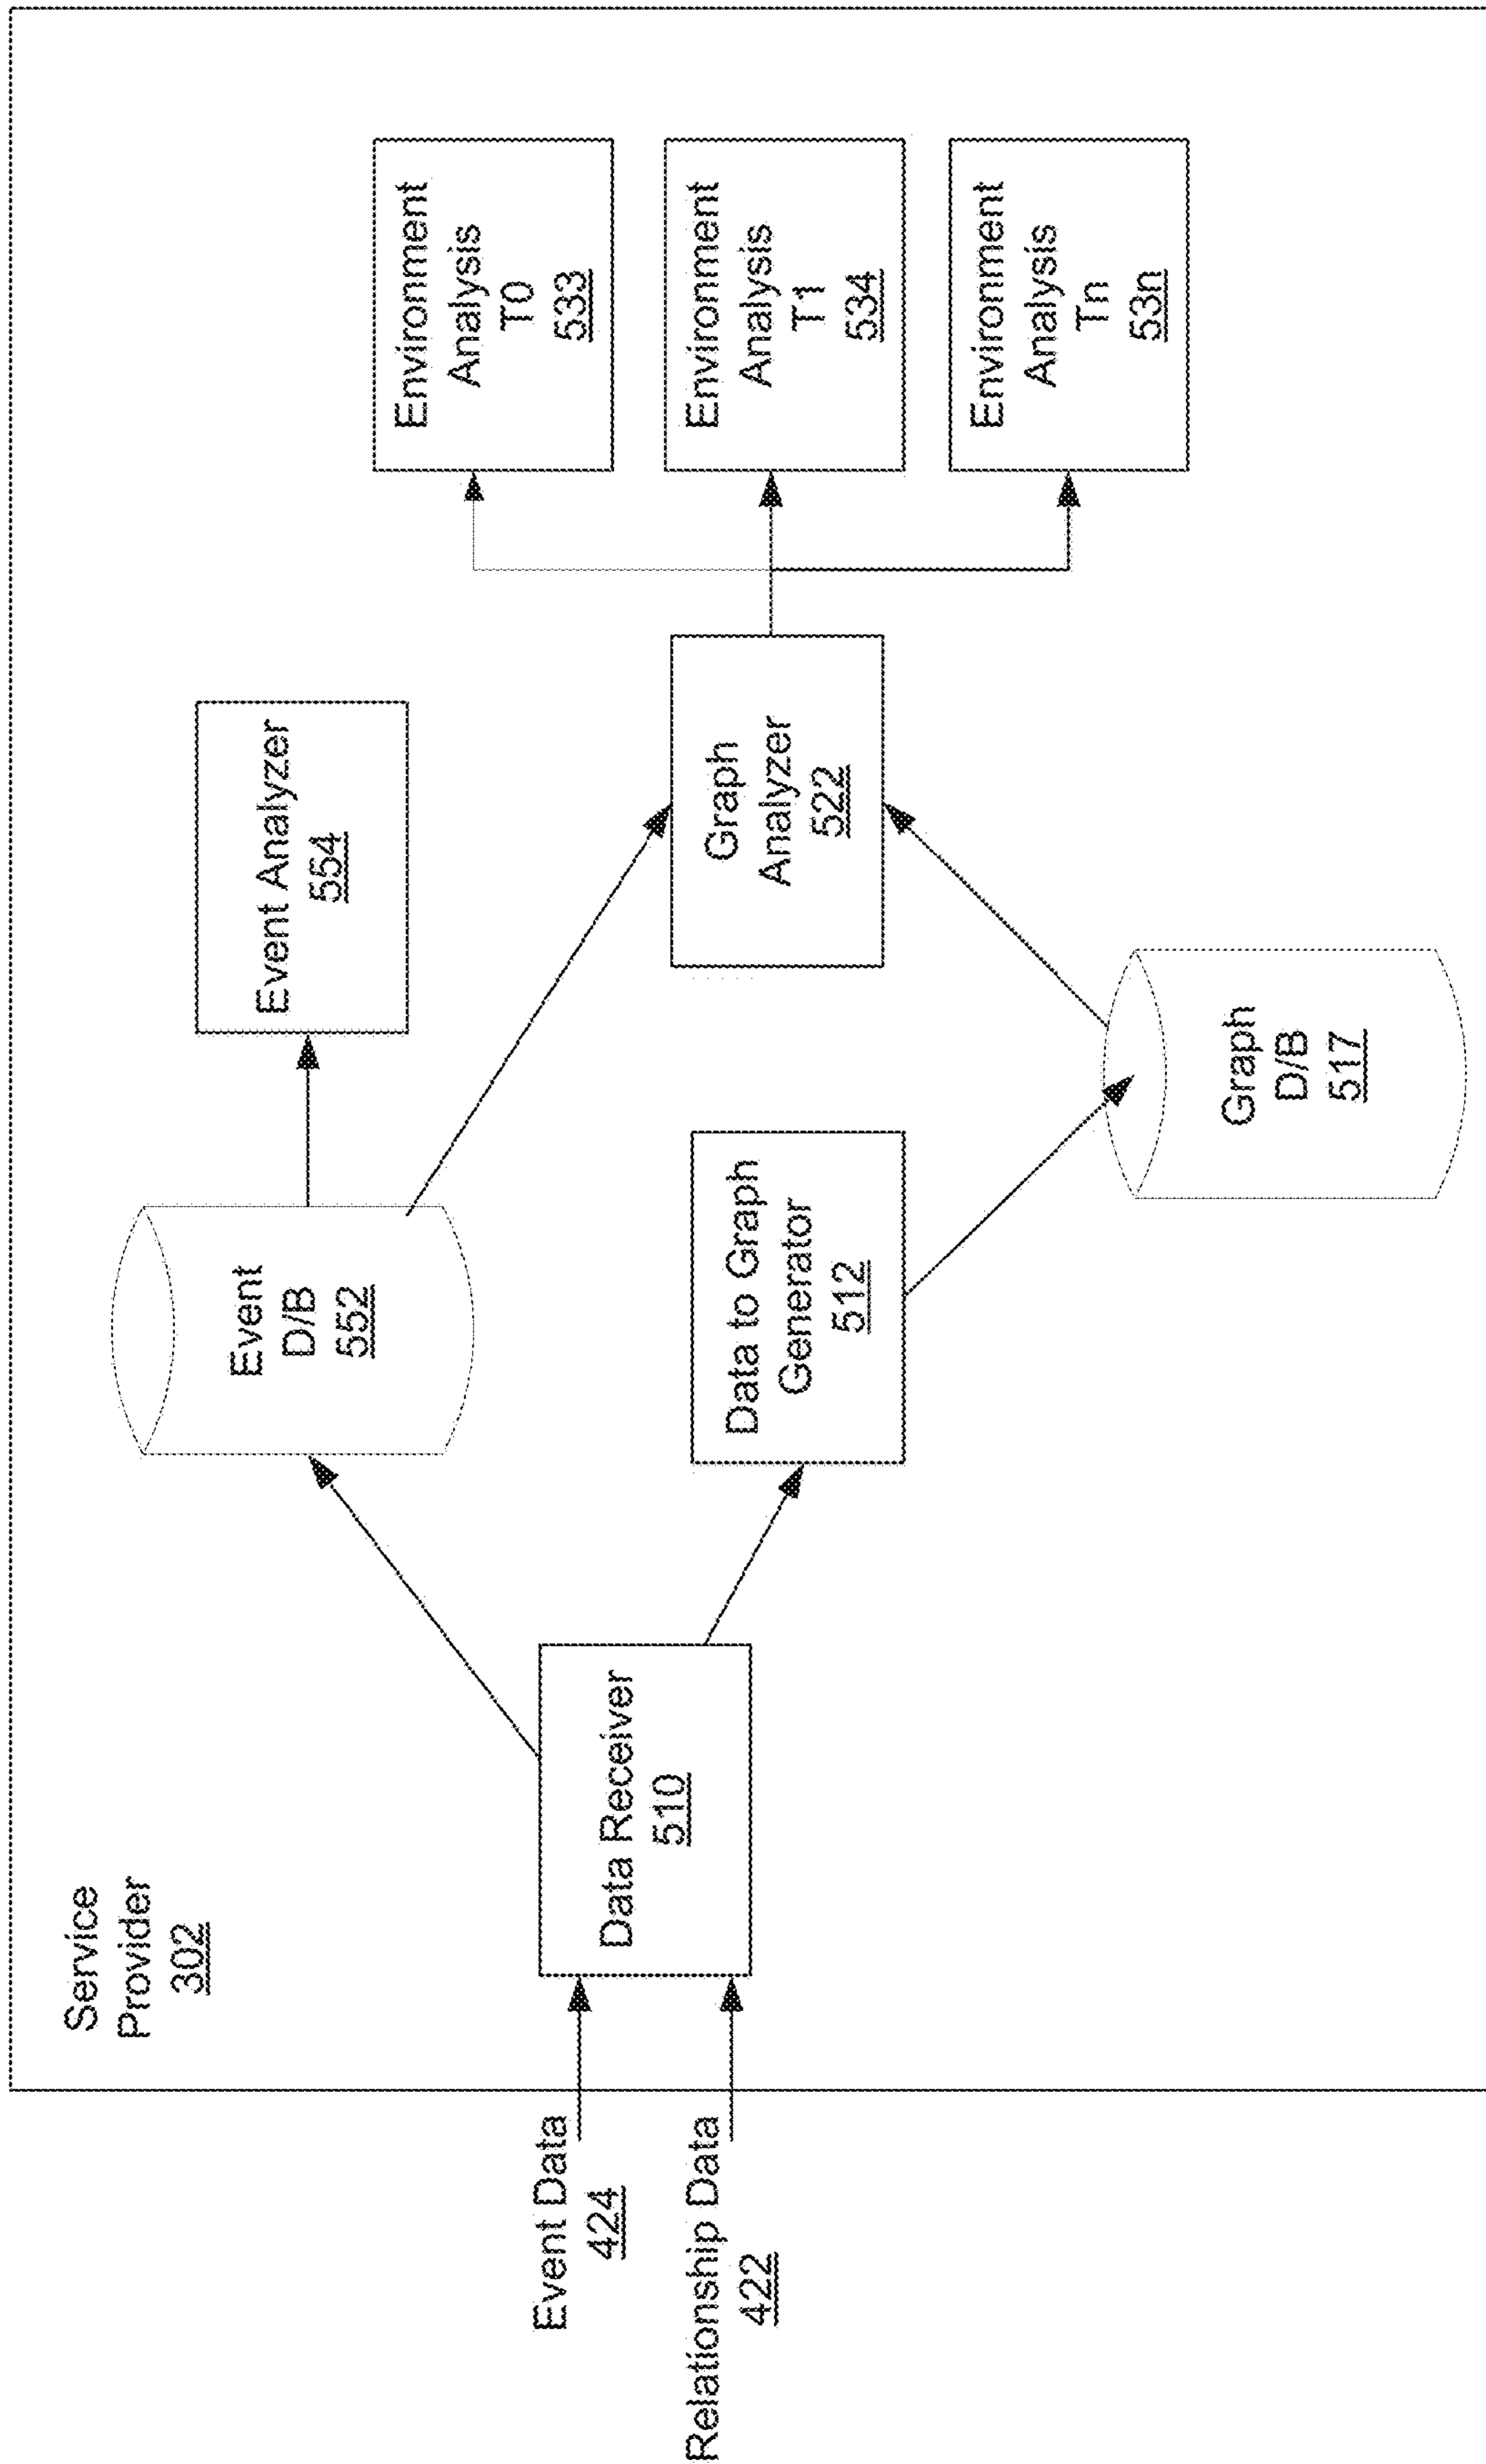 Service
Provider
302
Event Data
424
Relationship Data
422
Data Receiver
510
Event
D/B
552
Data to Graph
Generator
512
Event Analyzer
554
Graph
D/B
517
Graph
Analyzer
522
Environment
Analysis
T0
533
Environment
Analysis
T1
534
Environment
Analysis
Tn
53n